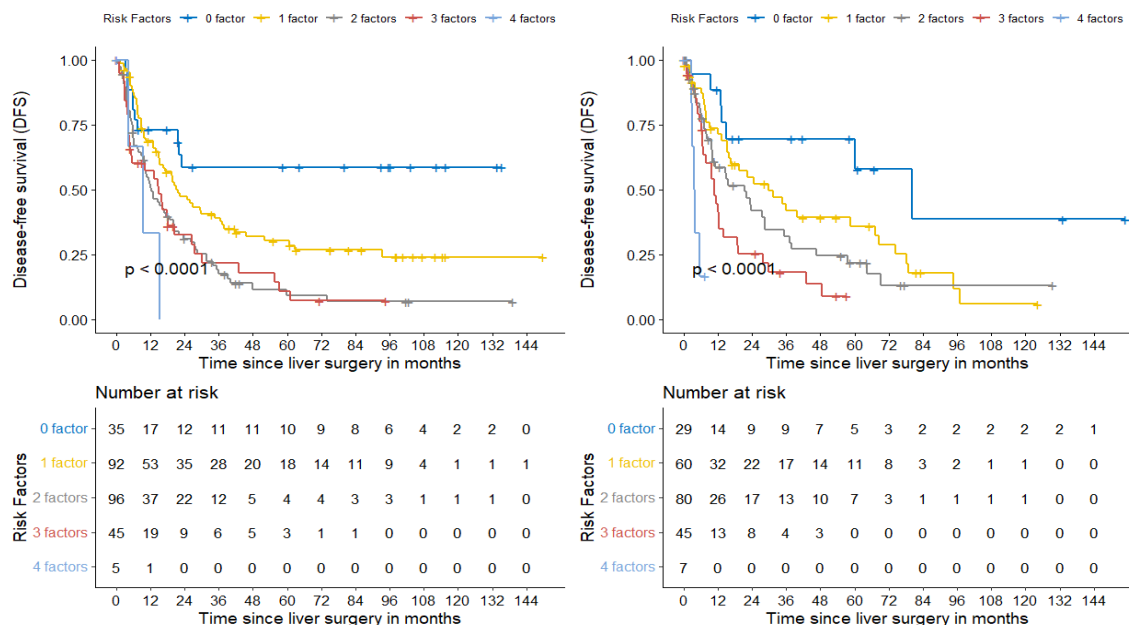 Risk Factors 0 factor 1 factor 2 factors 3 factors 4 factors
Disease-free survival (DFS)
1.00
0.75
0.50
0.25
0.00
p < 0.0001
0 12 24 36 48 60 72 84 96 108 120 132 144
Time since liver surgery in months
Number at risk
Risk Factors
0 factor 35 17 12 11 11 10 9 8 6 4 2 2 0
1 factor 92 53 35 28 20 18 14 11 9 4 1 1 1
2 factors 96 37 22 12 5 4 4 3 3 1 1 1 0
3 factors 45 19 9 6 5 3 1 1 0 0 0 0 0
4 factors 5 1 0 0 0 0 0 0 0 0 0 0 0
0 12 24 36 48 60 72 84 96 108 120 132 144
Time since liver surgery in months
Risk Factors 0 factor 1 factor 2 factors 3 factors 4 factors
Disease-free survival (DFS)
1.00
0.75
0.50
0.25
0.00
p < 0.0001
0 12 24 36 48 60 72 84 96 108 120 132 144
Time since liver surgery in months
Number at risk
Risk Factors
0 factor 29 14 9 9 7 5 3 2 2 2 2 2 1
1 factor 60 32 22 17 14 11 8 3 2 1 1 0 0
2 factors 80 26 17 13 10 7 3 1 1 1 1 0 0
3 factors 45 13 8 4 3 0 0 0 0 0 0 0 0
4 factors 7 0 0 0 0 0 0 0 0 0 0 0 0
0 12 24 36 48 60 72 84 96 108 120 132 144
Time since liver surgery in months